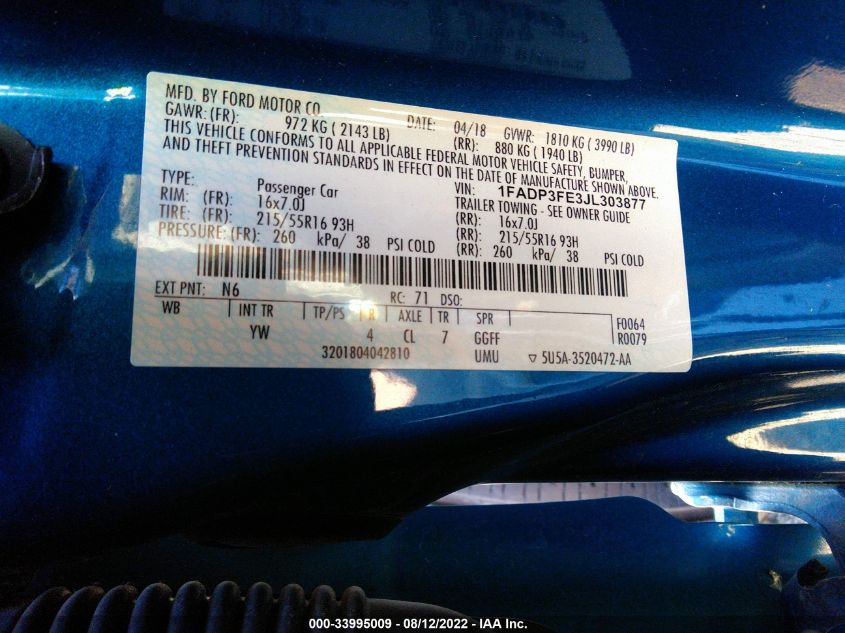 MFD. BY FORD MOTOR CO.
DATE: 04/18 GVWR: 1810 KG ( 3990 LB)
GAWR: (FR): 972 KG ( 2143 LB) (RR): 880 KG ( 1940 LB)
THIS VEHICLE CONFORMS TO ALL APPLICABLE FEDERAL MOTOR VEHICLE SAFETY, BUMPER,
AND THEFT PREVENTION STANDARDS IN EFFECT ON THE DATE OF MANUFACTURE SHOWN ABOVE.
VIN: 1FADP3FE3JL303877
TYPE: Passenger Car TRAILER TOWING - SEE OWNER GUIDE
RIM: (FR): 16x7.0J (RR): 16x7.0J
TIRE: (FR): 215/55R16 93H (RR): 215/55R16 93H
PRESSURE: (FR): 260 kPa/ 38 PSI COLD (RR): 260 kPa/ 38 PSI COLD
EXT PNT: N6 RC: 71 DSO:
WB INT TR TP/PS R AXLE TR SPR F0064
YW 4 CL 7 GGFF R0079
3201804042810 UMU ▽ 5U5A-3520472-AA
000-33995009 - 08/12/2022 - IAA Inc.